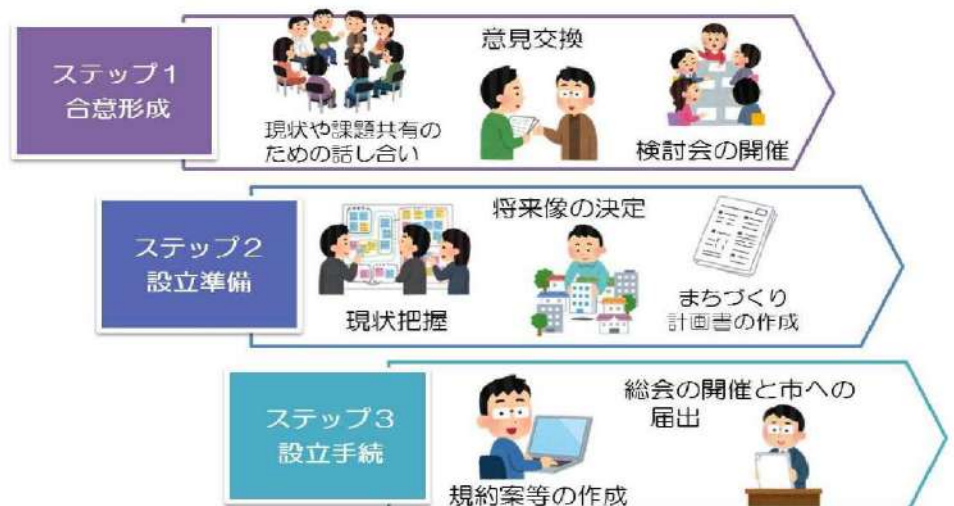 ステップ1
合意形成
現状や課題共有の
ための話し合い
意見交換
検討会の開催
ステップ2
設立準備
現状把握
将来像の決定
まちづくり
計画書の作成
ステップ3
設立手続
規約案等の作成
総会の開催と市への
届出